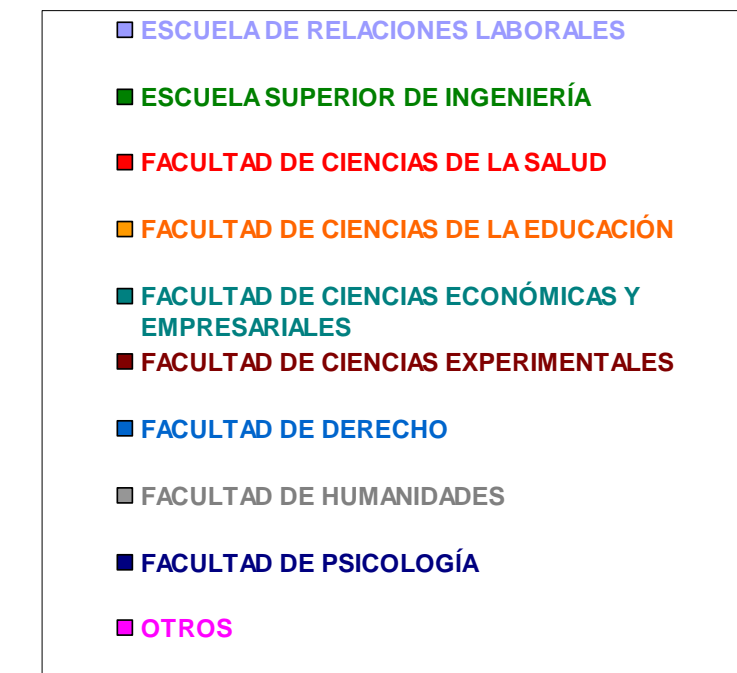 ESCUELA DE RELACIONES LABORALES
ESCUELA SUPERIOR DE INGENIERÍA
FACULTAD DE CIENCIAS DE LA SALUD
FACULTAD DE CIENCIAS DE LA EDUCACIÓN
FACULTAD DE CIENCIAS ECONÓMICAS Y
EMPRESARIALES
FACULTAD DE CIENCIAS EXPERIMENTALES
FACULTAD DE DERECHO
FACULTAD DE HUMANIDADES
FACULTAD DE PSICOLOGÍA
OTROS